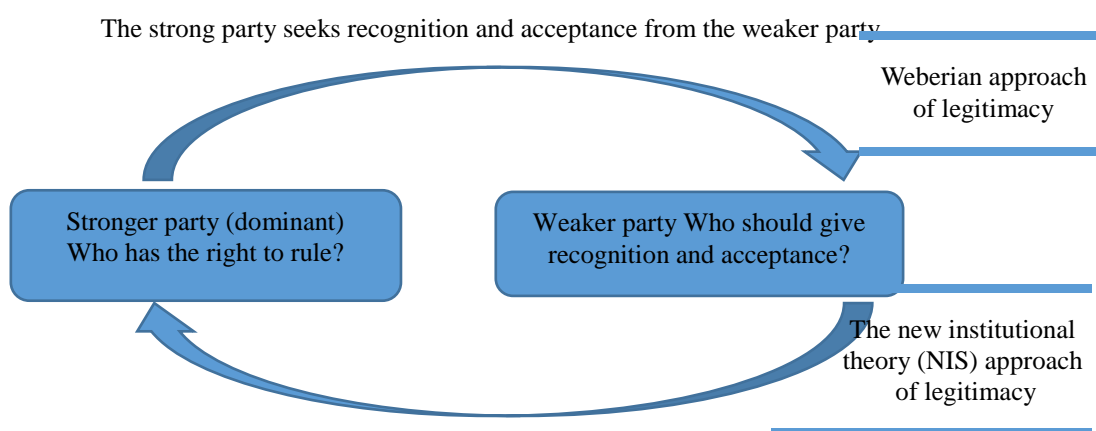 The strong party seeks recognition and acceptance from the weaker party
Weberian approach
of legitimacy
Stronger party (dominant)
Who has the right to rule?
Weaker party Who should give
recognition and acceptance?
The new institutional
theory (NIS) approach
of legitimacy